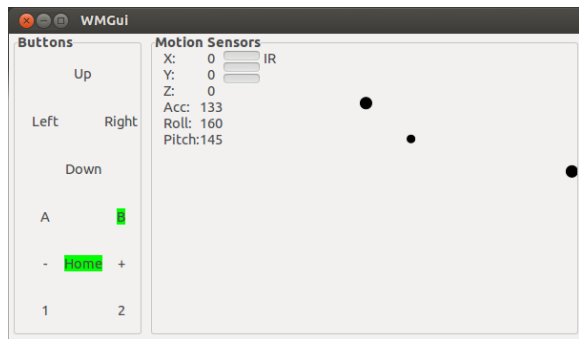 WMGui
Buttons
Up
Left Right
Down
A B
- Home +
1 2
Motion Sensors
X: 0 IR
Y: 0
Z: 0
Acc: 133
Roll: 160
Pitch:145